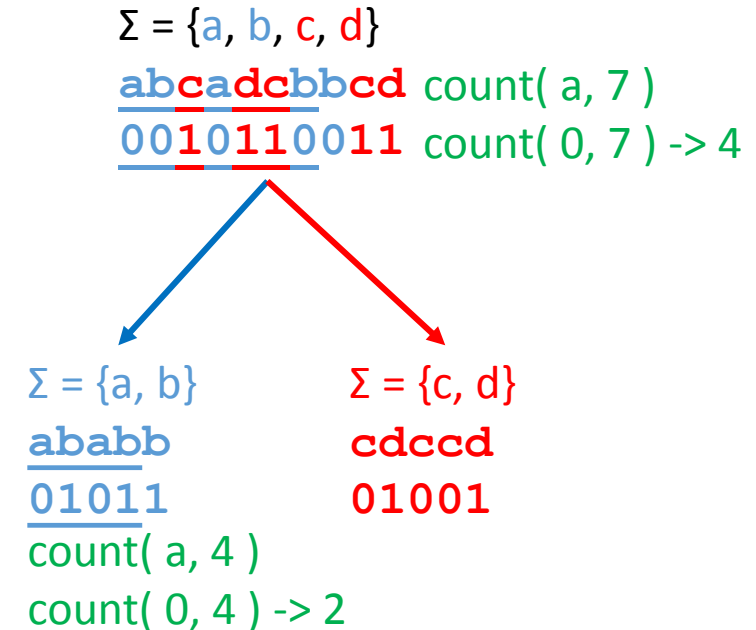 Σ = {a, b, c, d}
abcadcbbcd count( a, 7 )
0010110011 count( 0, 7 ) -> 4
Σ = {a, b} Σ = {c, d}
ababb cdccd
01011 01001
count( a, 4 )
count( 0, 4 ) -> 2